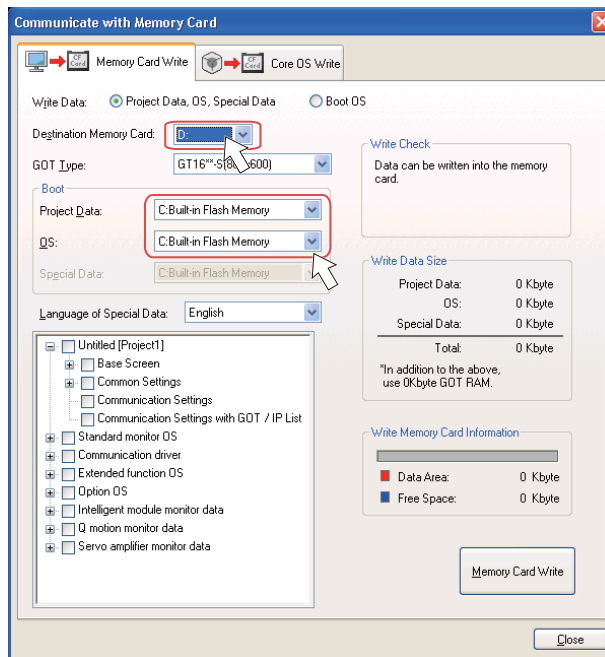 Communicate with Memory Card
CF Card Memory Card Write CF Card Core OS Write
Write Data: Project Data, OS, Special Data Boot OS
Destination Memory Card: D:
GOT Type: GT16**-S(800x600)
Boot
Project Data: C:Built-in Flash Memory
OS: C:Built-in Flash Memory
Special Data: C:Built-in Flash Memory
Language of Special Data: English
Untitled [Project1]
Base Screen
Common Settings
Communication Settings
Communication Settings with GOT / IP List
Standard monitor OS
Communication driver
Extended function OS
Option OS
Intelligent module monitor data
Q motion monitor data
Servo amplifier monitor data
Write Check
Data can be written into the memory
card.
Write Data Size
Project Data: 0 Kbyte
OS: 0 Kbyte
Special Data: 0 Kbyte
Total: 0 Kbyte
"In addition to the above,
use 0Kbyte GOT RAM.
Write Memory Card Information
Data Area: 0 Kbyte
Free Space: 0 Kbyte
Memory Card Write
Close